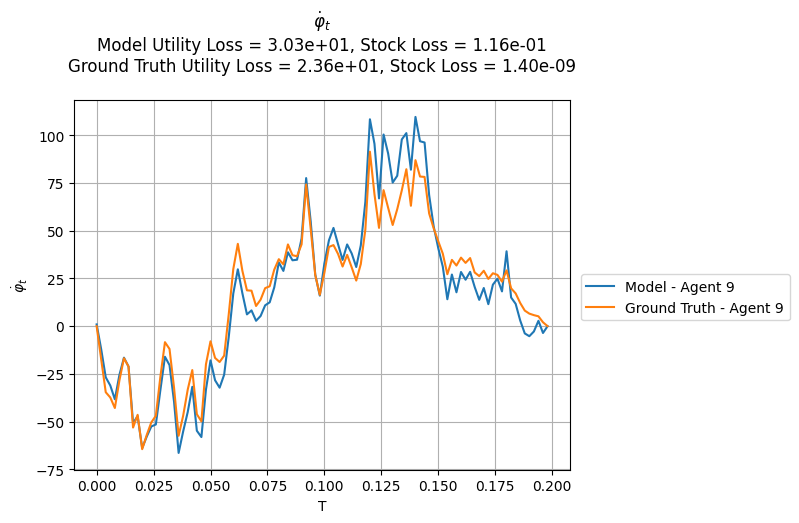 φ̇ₜ
Model Utility Loss = 3.03e+01, Stock Loss = 1.16e-01
Ground Truth Utility Loss = 2.36e+01, Stock Loss = 1.40e-09
100
75
50
25
0
−25
−50
−75
φ̇ₜ
0.000
0.025
0.050
0.075
0.100
0.125
0.150
0.175
0.200
T
Model - Agent 9
Ground Truth - Agent 9